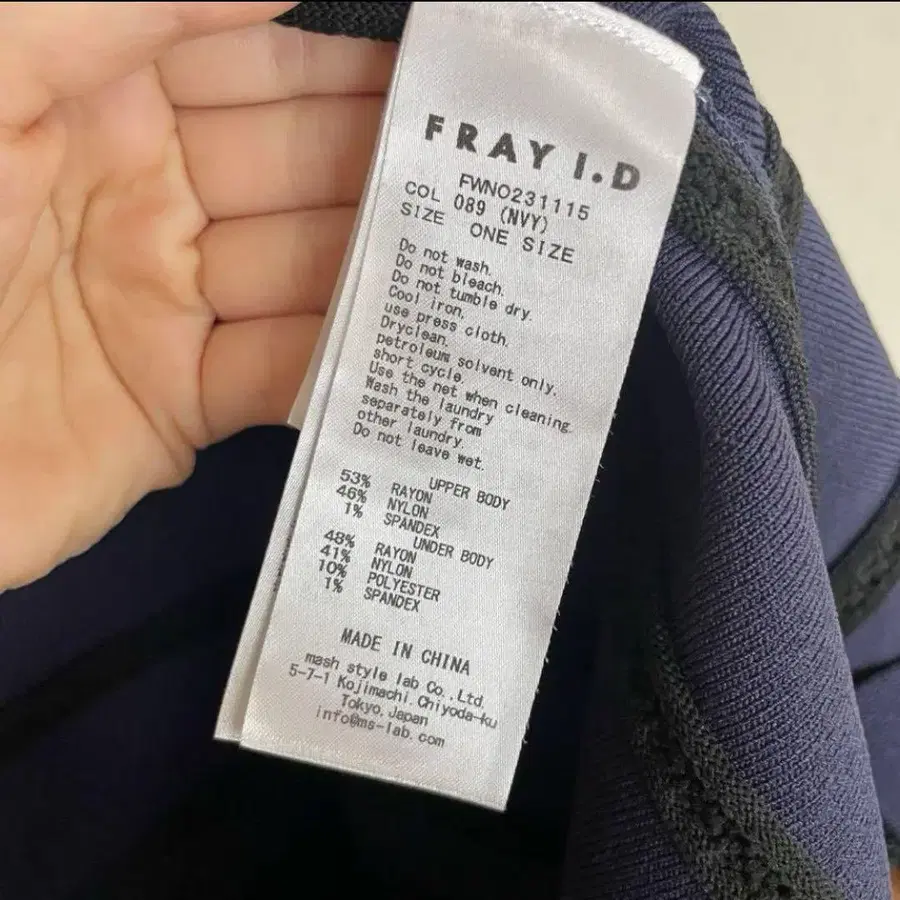 FRAY I.D
FWNO231115
COL 089 (NVY)
SIZE ONE SIZE
Do not wash.
Do not bleach.
Do not tumble dry.
Cool iron.
use press cloth.
Dryclean.
petroleum solvent only.
short cycle.
Use the net when cleaning.
Wash the laundry
separately from
other laundry.
Do not leave wet.
UPPER BODY
53% RAYON
46% NYLON
1% SPANDEX
UNDER BODY
48% RAYON
41% NYLON
10% POLYESTER
1% SPANDEX
MADE IN CHINA
mash style lab Co.,Ltd.
5-7-1 Kojimachi.Chiyoda-ku
Tokyo,Japan
info@ms-lab.com